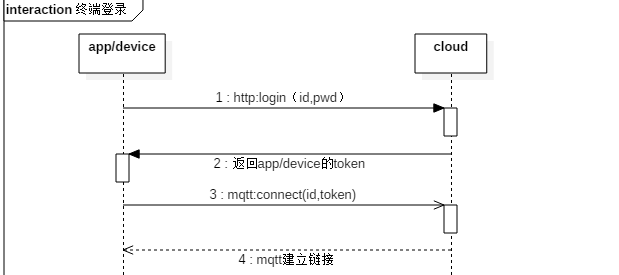 interaction 终端登录
app/device
cloud
1 : http:login（id,pwd）
2 : 返回app/device的token
3 : mqtt:connect(id,token)
4 : mqtt建立链接